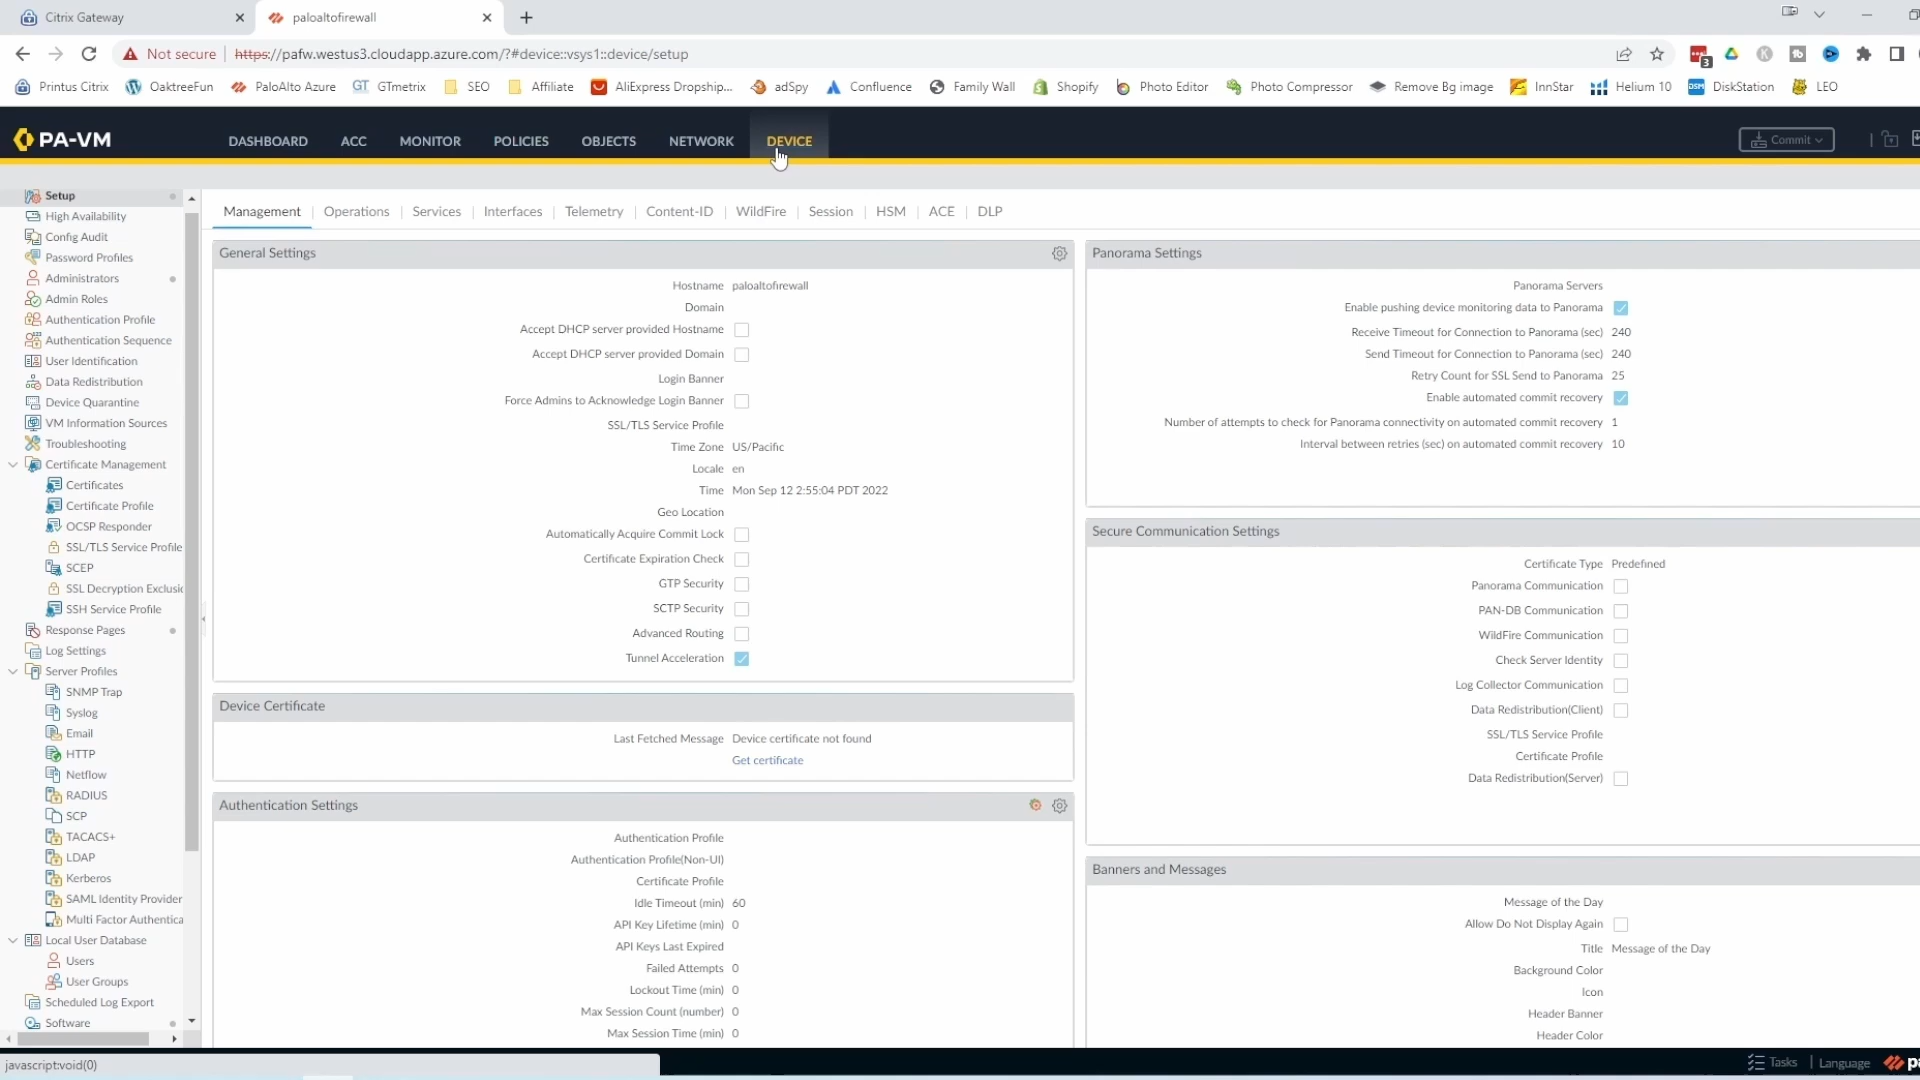 Citrix Gateway
paloaltofirewall
Not secure
https://pafw.westus3.cloudapp.azure.com/?#device::vsys1::device/setup
3
Printus Citrix
OaktreeFun
PaloAlto Azure
GT GTmetrix
SEO
Affiliate
AliExpress Dropship...
adSpy
Confluence
Family Wall
Shopify
Photo Editor
Photo Compressor
Remove Bg image
InnStar
Helium 10
DSM DiskStation
LEO
PA-VM
DASHBOARD
ACC
MONITOR
POLICIES
OBJECTS
NETWORK
DEVICE
Commit
Setup
High Availability
Config Audit
Password Profiles
Administrators
Admin Roles
Authentication Profile
Authentication Sequence
User Identification
Data Redistribution
Device Quarantine
VM Information Sources
Troubleshooting
Certificate Management
Certificates
Certificate Profile
OCSP Responder
SSL/TLS Service Profile
SCEP
SSL Decryption Exclusic
SSH Service Profile
Response Pages
Log Settings
Server Profiles
SNMP Trap
Syslog
Email
HTTP
Netflow
RADIUS
SCP
TACACS+
LDAP
Kerberos
SAML Identity Provider
Multi Factor Authentica
Local User Database
Users
User Groups
Scheduled Log Export
Software
Management
Operations
Services
Interfaces
Telemetry
Content-ID
WildFire
Session
HSM
ACE
DLP
General Settings
Hostname paloaltofirewall
Domain
Accept DHCP server provided Hostname
Accept DHCP server provided Domain
Login Banner
Force Admins to Acknowledge Login Banner
SSL/TLS Service Profile
Time Zone US/Pacific
Locale en
Time Mon Sep 12 2:55:04 PDT 2022
Geo Location
Automatically Acquire Commit Lock
Certificate Expiration Check
GTP Security
SCTP Security
Advanced Routing
Tunnel Acceleration
Device Certificate
Last Fetched Message Device certificate not found
Get certificate
Authentication Settings
Authentication Profile
Authentication Profile(Non-UI)
Certificate Profile
Idle Timeout (min) 60
API Key Lifetime (min) 0
API Keys Last Expired
Failed Attempts 0
Lockout Time (min) 0
Max Session Count (number) 0
Max Session Time (min) 0
Panorama Settings
Panorama Servers
Enable pushing device monitoring data to Panorama
Receive Timeout for Connection to Panorama (sec) 240
Send Timeout for Connection to Panorama (sec) 240
Retry Count for SSL Send to Panorama 25
Enable automated commit recovery
Number of attempts to check for Panorama connectivity on automated commit recovery 1
Interval between retries (sec) on automated commit recovery 10
Secure Communication Settings
Certificate Type Predefined
Panorama Communication
PAN-DB Communication
WildFire Communication
Check Server Identity
Log Collector Communication
Data Redistribution(Client)
SSL/TLS Service Profile
Certificate Profile
Data Redistribution(Server)
Banners and Messages
Message of the Day
Allow Do Not Display Again
Title Message of the Day
Background Color
Icon
Header Banner
Header Color
javascript:void(0)
Tasks
Language
pa